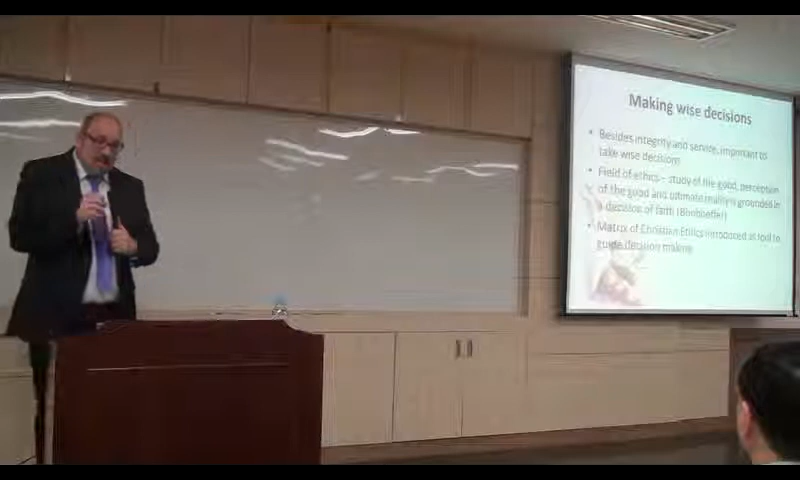 Making wise decisions
• Besides integrity and service, important to
take wise decisions
• Field of ethics – study of the good, perception
of the good and ultimate reality is grounded in
a decision of faith (Bonhoeffer)
• Matrix of Christian Ethics introduced as tool to
guide decision making